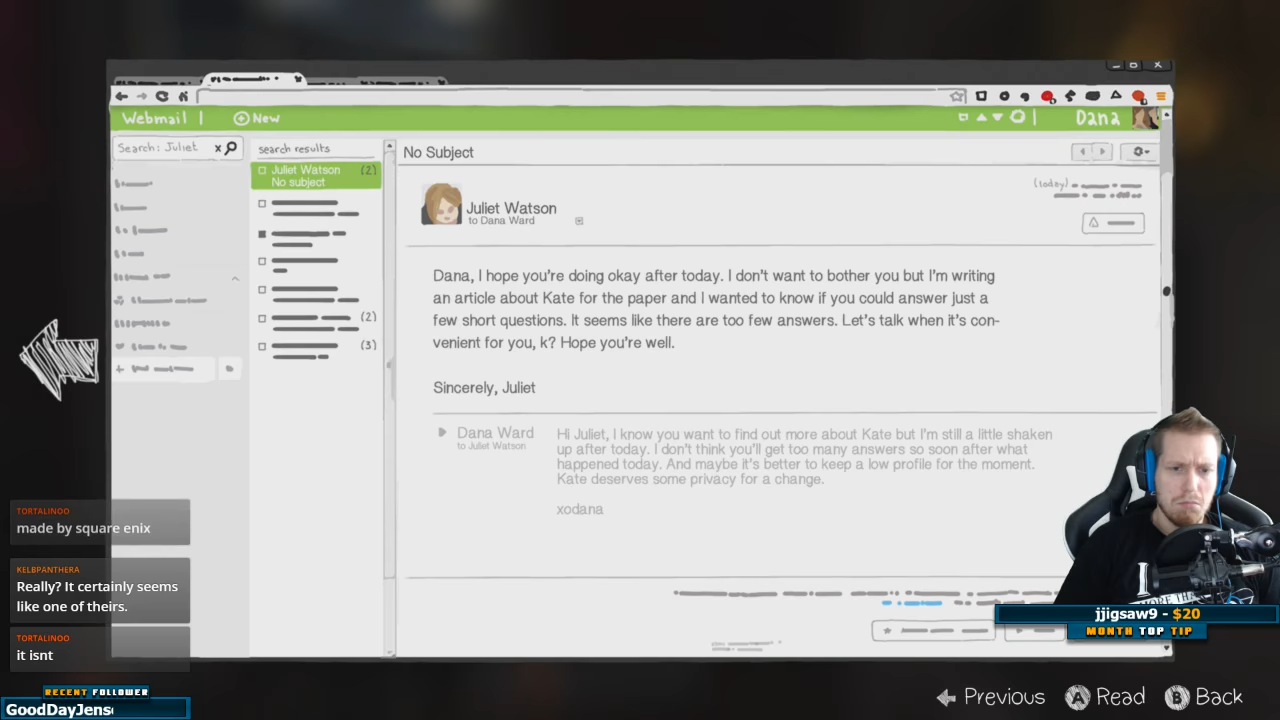 Webmail |
New
Dana
Search: Juliet x
search results
Juliet Watson (2)
No subject
(2)
(3)
No Subject
(today)
Juliet Watson
to Dana Ward
Dana, I hope you're doing okay after today. I don't want to bother you but I'm writing
an article about Kate for the paper and I wanted to know if you could answer just a
few short questions. It seems like there are too few answers. Let's talk when it's con-
venient for you, k? Hope you're well.
Sincerely, Juliet
Dana Ward
to Juliet Watson
Hi Juliet, I know you want to find out more about Kate but I'm still a little shaken
up after today. I don't think you'll get too many answers so soon after what
happened today. And maybe it's better to keep a low profile for the moment.
Kate deserves some privacy for a change.
xodana
TORTALINOO
made by square enix
KELBPANTHERA
Really? It certainly seems
like one of theirs.
TORTALINOO
it isnt
RECENT FOLLOWER
GoodDayJens
MORE THA
jjigsaw9 - $20
MONTH TOP TIP
Previous
A Read
B Back